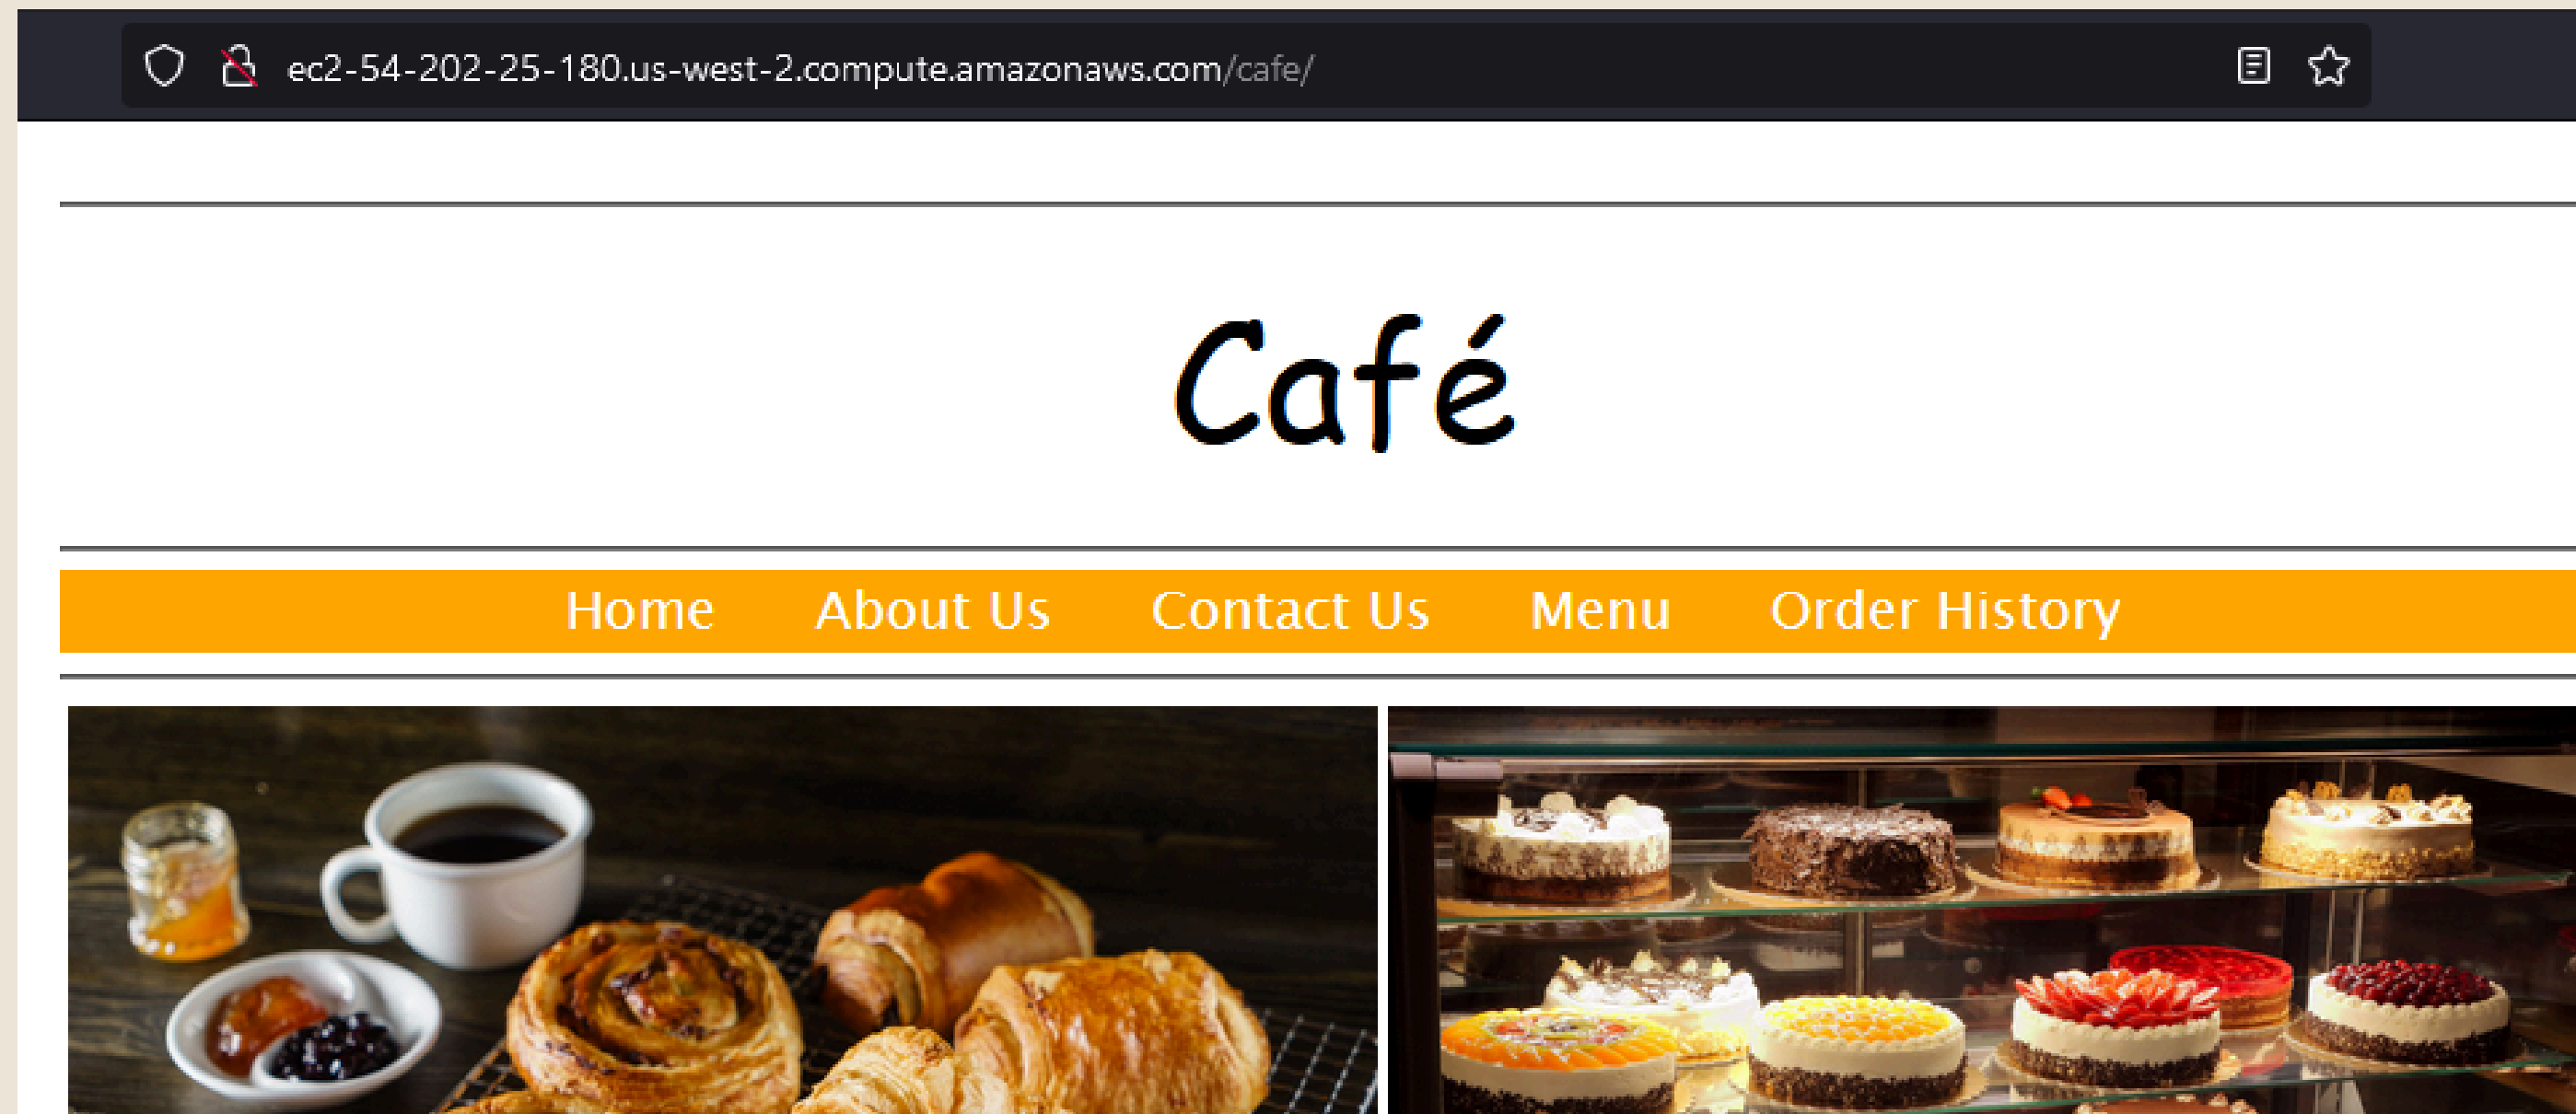 ec2-54-202-25-180.us-west-2.compute.amazonaws.com/cafe/
Café
Home About Us Contact Us Menu Order History